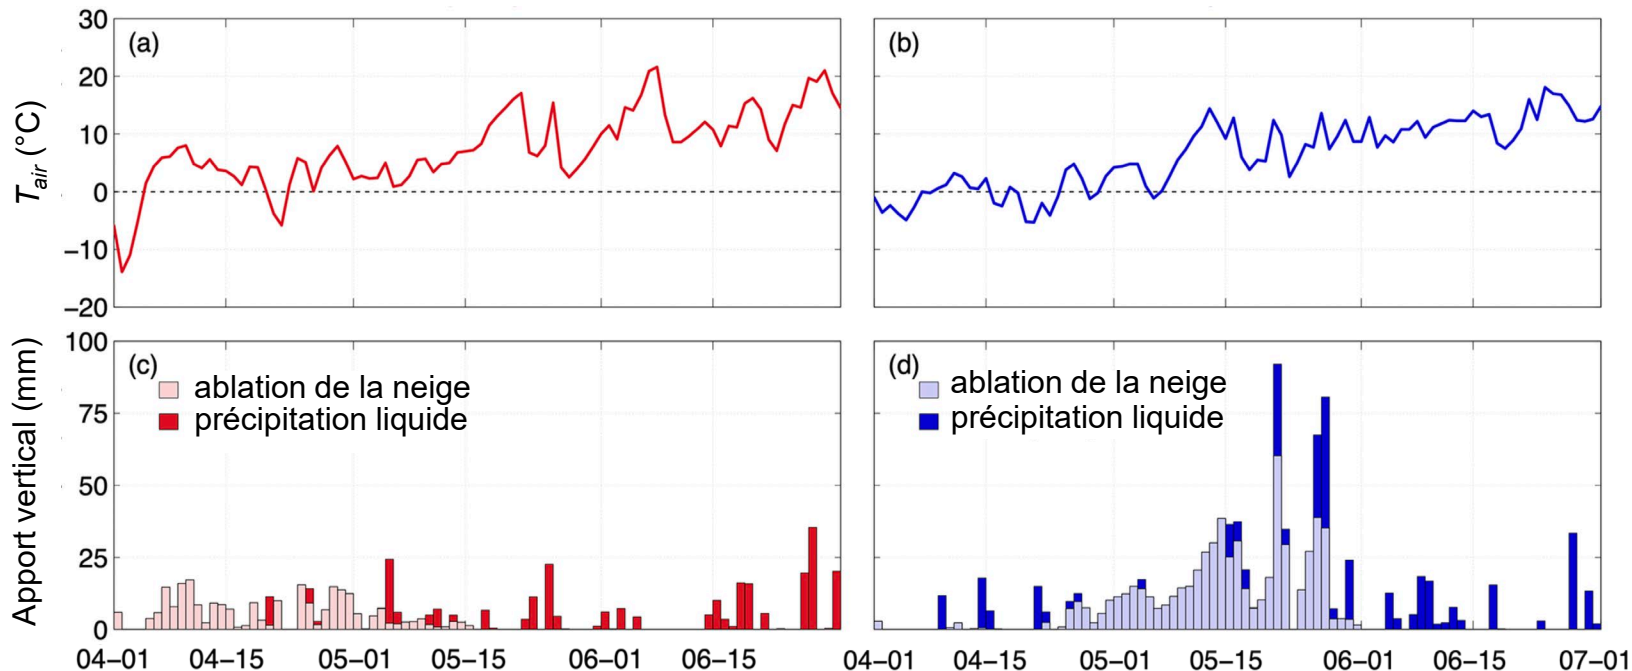 (a)
(b)
30
20
10
0
−10
−20
T_air (°C)
(c)
(d)
ablation de la neige
précipitation liquide
ablation de la neige
précipitation liquide
100
75
50
25
0
Apport vertical (mm)
04−01 04−15 05−01 05−15 06−01 06−15
04−01 04−15 05−01 05−15 06−01 06−15 07−01